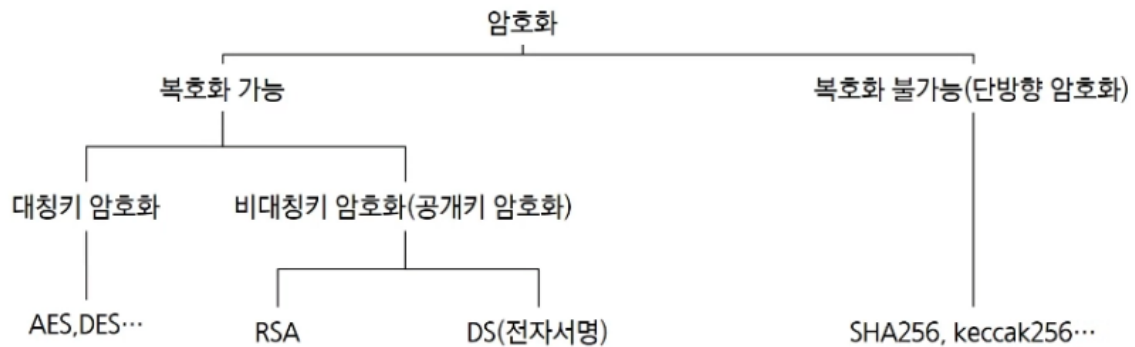 암호화
복호화 가능
복호화 불가능(단방향 암호화)
대칭키 암호화
비대칭키 암호화(공개키 암호화)
AES,DES…
RSA
DS(전자서명)
SHA256, keccak256…